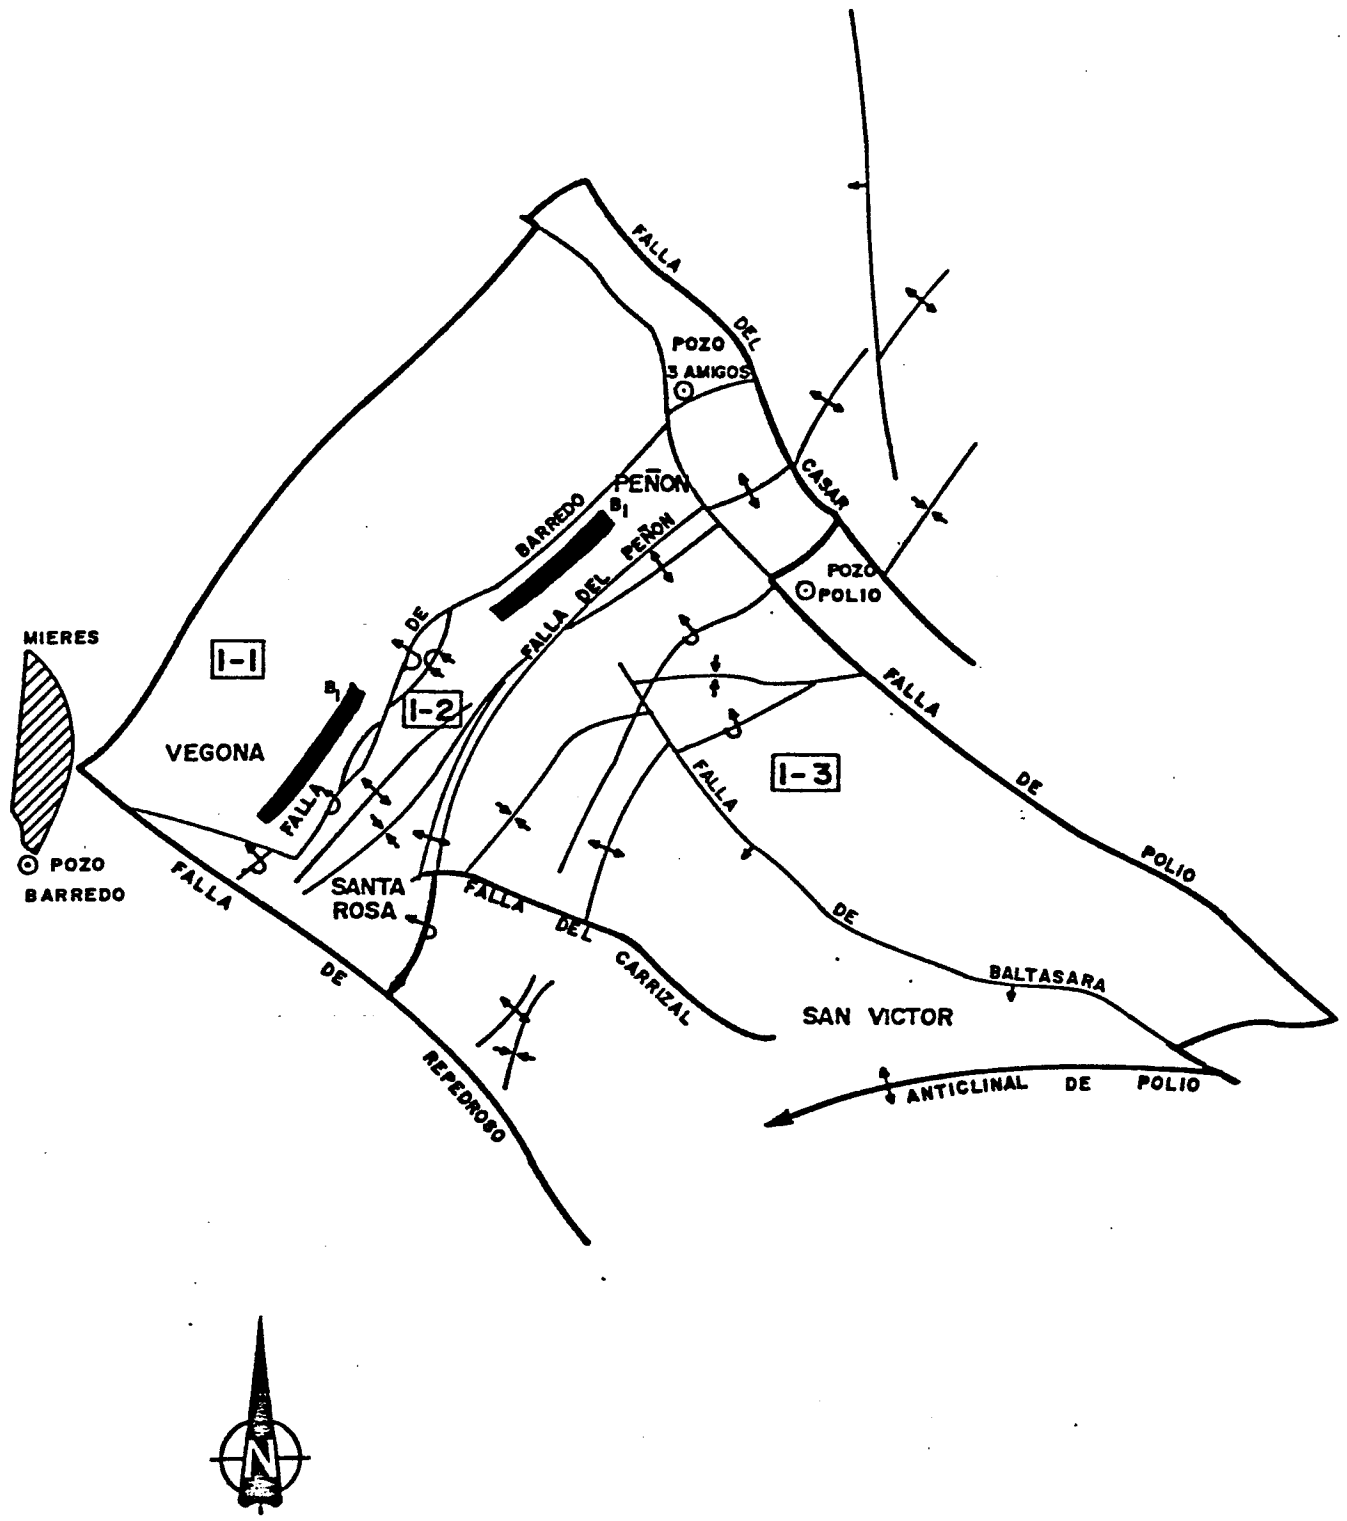 FALLA DEL CASAR
POZO
3 AMIGOS
PEÑON
B1
FALLA DE BARREDO
FALLA DEL PEÑON
POZO
POLIO
MIERES
I-1
B1
I-2
VEGONA
I-3
FALLA DE POLIO
POZO
BARREDO
FALLA DE REPEDROSO
SANTA
ROSA
FALLA DEL CARRIZAL
FALLA DE BALTASARA
SAN VICTOR
ANTICLINAL DE POLIO
N